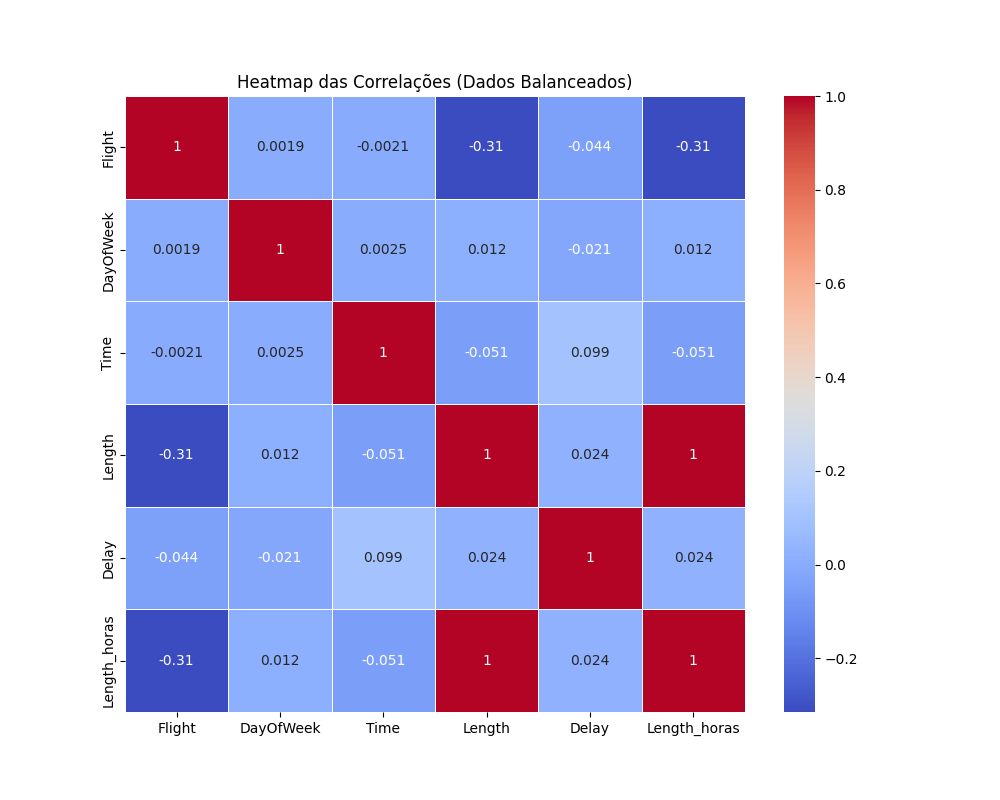 Heatmap das Correlações (Dados Balanceados)
Flight 1 0.0019 -0.0021 -0.31 -0.044 -0.31
DayOfWeek 0.0019 1 0.0025 0.012 -0.021 0.012
Time -0.0021 0.0025 1 -0.051 0.099 -0.051
Length -0.31 0.012 -0.051 1 0.024 1
Delay -0.044 -0.021 0.099 0.024 1 0.024
Length_horas -0.31 0.012 -0.051 1 0.024 1
Flight DayOfWeek Time Length Delay Length_horas
1.0
0.8
0.6
0.4
0.2
0.0
−0.2